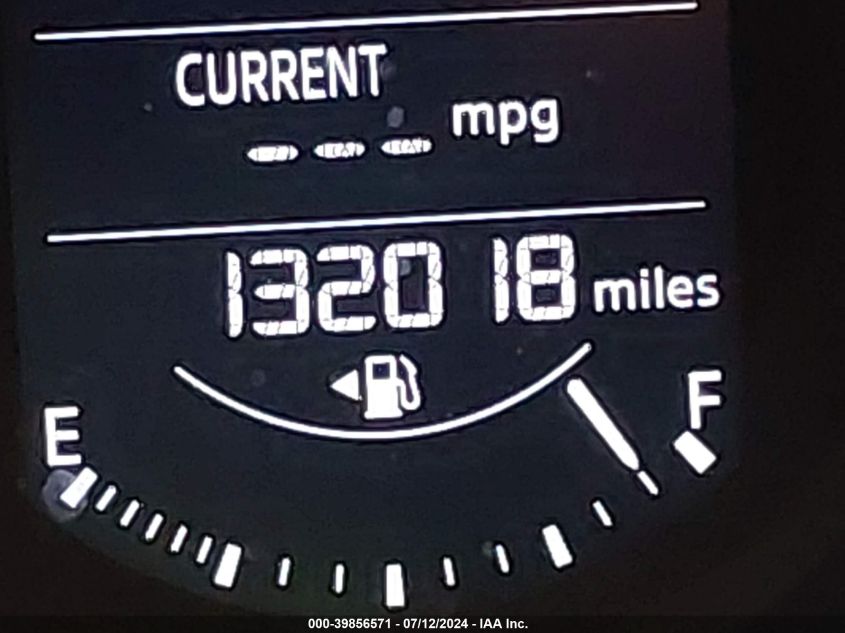 CURRENT
--- mpg
132018 miles
E F
000-39856571 - 07/12/2024 - IAA Inc.